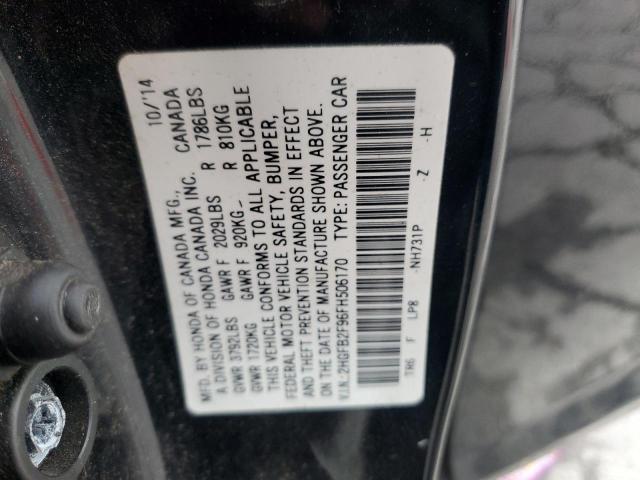 MFD. BY HONDA OF CANADA MFG., 10/'14
A DIVISION OF HONDA CANADA INC. CANADA
GVWR 3792LBS GAWR F 2029LBS R 1786LBS
GVWR 1720KG GAWR F 920KG R 810KG
THIS VEHICLE CONFORMS TO ALL APPLICABLE
FEDERAL MOTOR VEHICLE SAFETY, BUMPER,
AND THEFT PREVENTION STANDARDS IN EFFECT
ON THE DATE OF MANUFACTURE SHOWN ABOVE.
V.I.N.:2HGFB2F96FH506170 TYPE: PASSENGER CAR
TR6 F LP8 -NH731P -Z -H